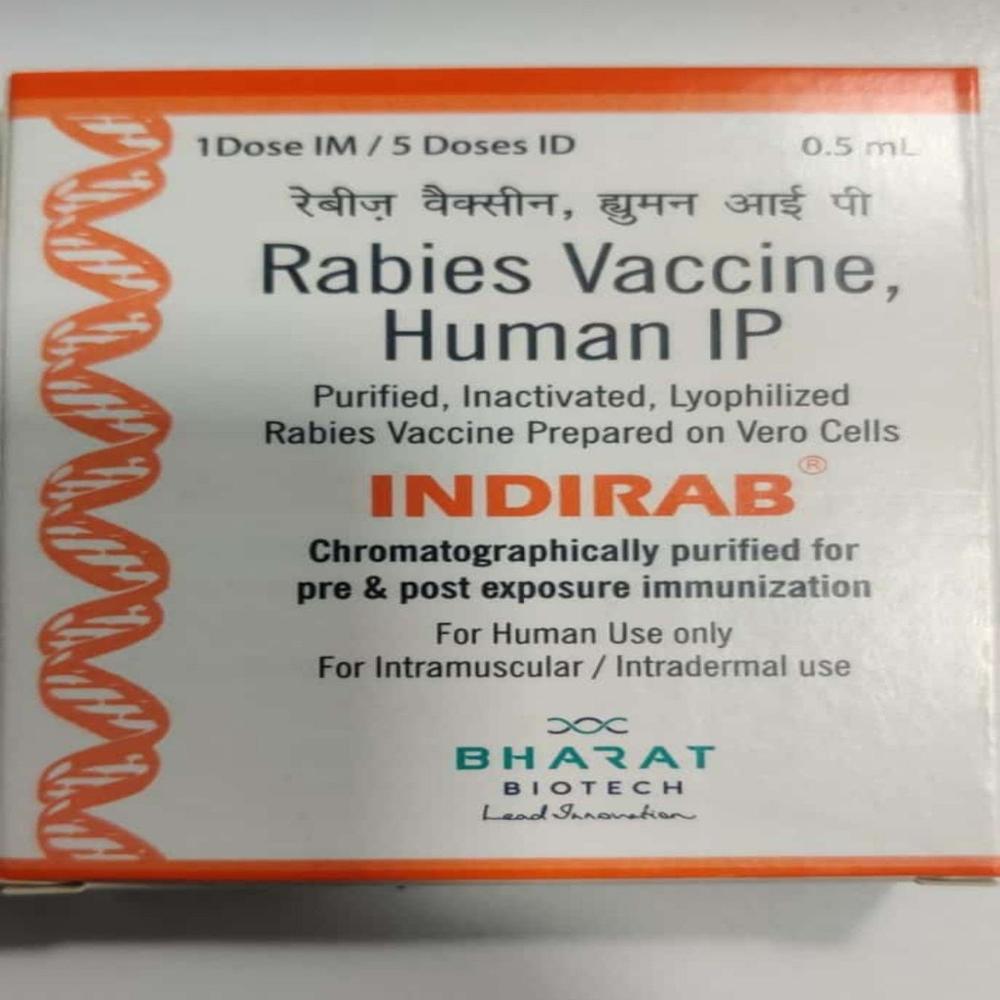 1 Dose IM / 5 Doses ID 0.5 mL
रेबीज़ वैक्सीन, ह्युमन आई पी
Rabies Vaccine,
Human IP
Purified, Inactivated, Lyophilized
Rabies Vaccine Prepared on Vero Cells
INDIRAB®
Chromatographically purified for
pre & post exposure immunization
For Human Use only
For Intramuscular / Intradermal use
BHARAT
BIOTECH
Lead Innovation